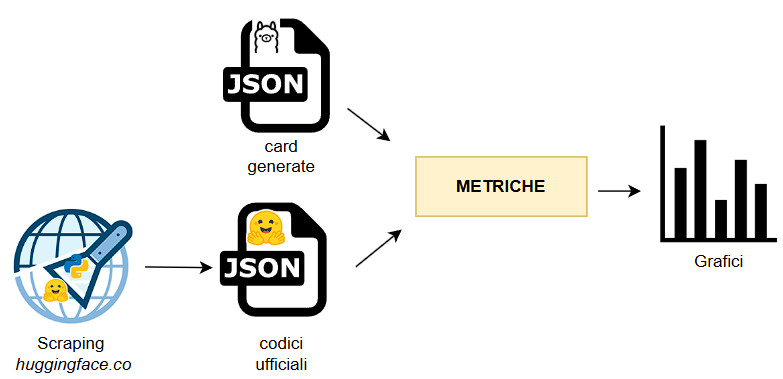 JSON
card
generate
METRICHE
Grafici
JSON
codici
ufficiali
Scraping
huggingface.co